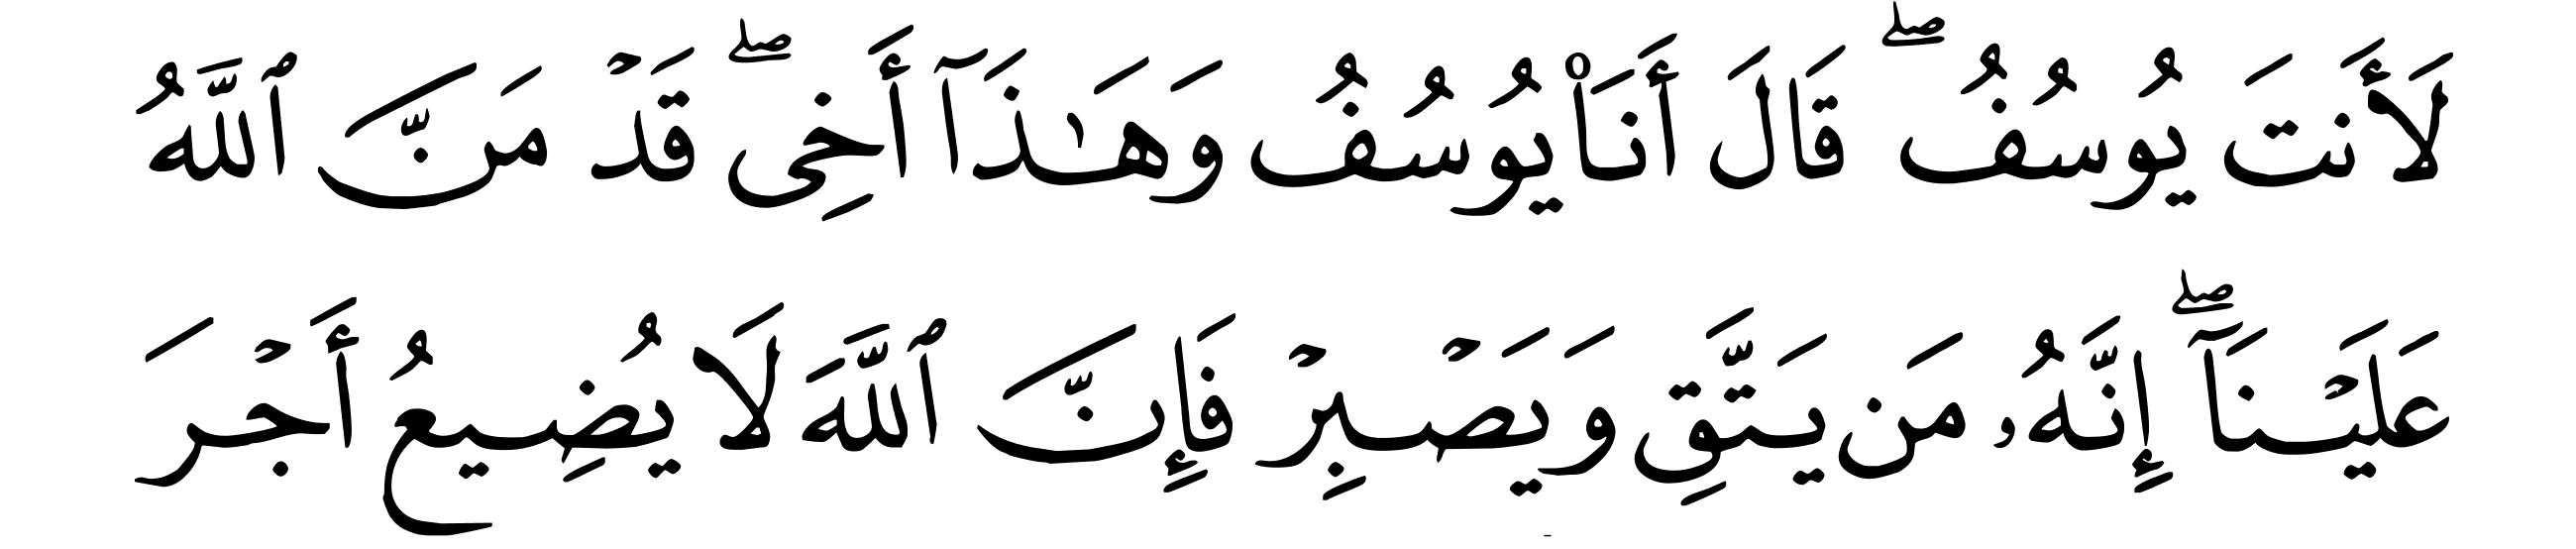 لَأَنتَ يُوسُفُ ۖ قَالَ أَنَا۠ يُوسُفُ وَهَـٰذَآ أَخِى ۖ قَدْ مَنَّ ٱللَّهُ
عَلَيْنَآ ۖ إِنَّهُۥ مَن يَتَّقِ وَيَصْبِرْ فَإِنَّ ٱللَّهَ لَا يُضِيعُ أَجْرَ